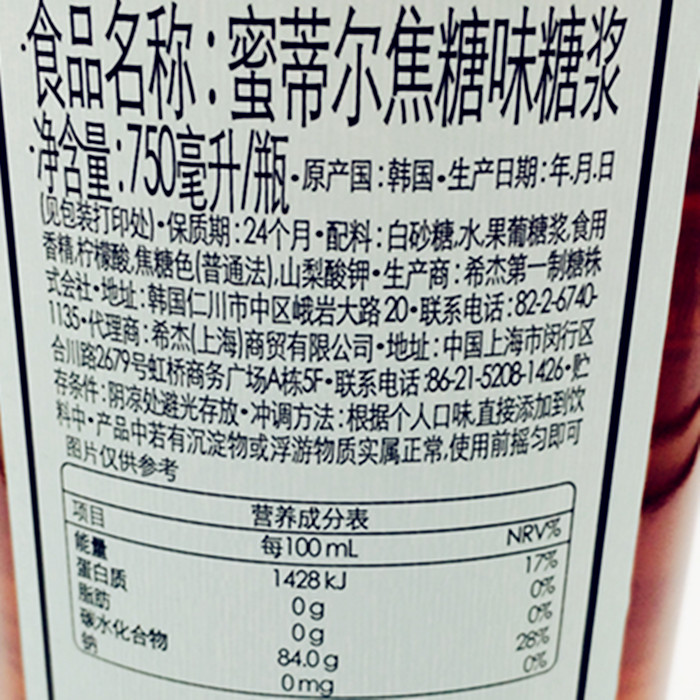 ·食品名称:蜜蒂尔焦糖味糖浆
·净含量:750毫升/瓶·原产国:韩国·生产日期:年.月.日
(见包装打印处)·保质期:24个月·配料:白砂糖,水,果葡糖浆,食用
香精,柠檬酸,焦糖色(普通法),山梨酸钾·生产商:希杰第一制糖株
式会社·地址:韩国仁川市中区峨岩大路20·联系电话:82-2-6740-
1135·代理商:希杰(上海)商贸有限公司·地址:中国上海市闵行区
合川路2679号虹桥商务广场A栋5F·联系电话:86-21-5208-1426·贮
存条件:阴凉处避光存放·冲调方法:根据个人口味,直接添加到饮
料中·产品中若有沉淀物或浮游物质实属正常,使用前摇匀即可
图片仅供参考
营养成分表
项目 每100mL NRV%
能量 1428kJ 17%
蛋白质 0g 0%
脂肪 0g 0%
碳水化合物 84.0g 28%
钠 0mg 0%